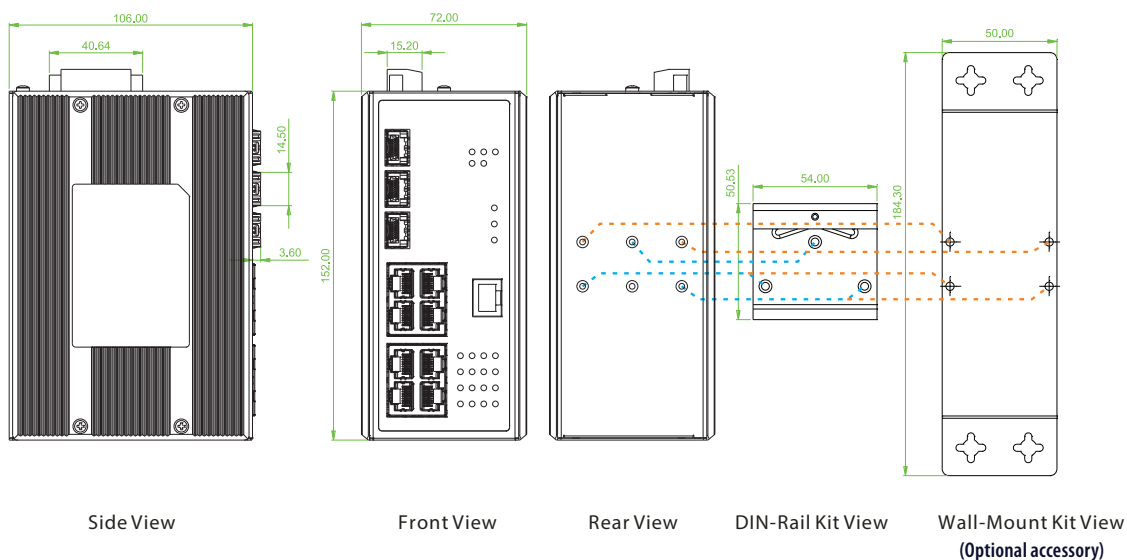 106.00
40.64
14.50
3.60
72.00
15.20
152.00
54.00
50.53
50.00
184.30
Side View
Front View
Rear View
DIN-Rail Kit View
Wall-Mount Kit View
(Optional accessory)